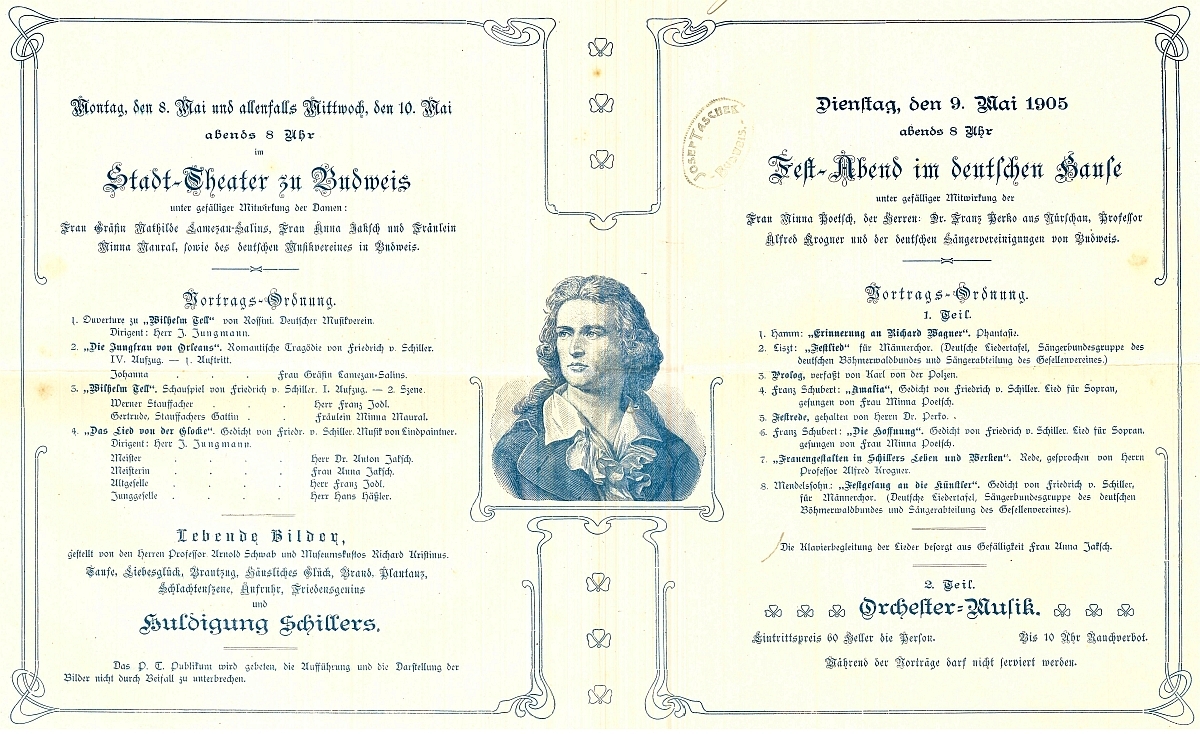 Montag, den 8. Mai und allenfalls Mittwoch, den 10. Mai
abends 8 Uhr
im
Stadt-Theater zu Budweis
unter gefälliger Mitwirkung der Damen:
Frau Gräfin Mathilde Lamezan-Salins, Frau Anna Jaksch und Fräulein
Minna Maural, sowie des deutschen Musikvereines in Budweis.
Vortrags-Ordnung.
1. Ouverture zu „Wilhelm Tell“ von Rossini. Deutscher Musikverein.
Dirigent: Herr J. Jungmann.
2. „Die Jungfrau von Orleans“. Romantische Tragödie von Friedrich v. Schiller.
IV. Aufzug. — 1. Auftritt.
Johanna . . . Frau Gräfin Lamezan-Salins.
3. „Wilhelm Tell“. Schauspiel von Friedrich v. Schiller. I. Aufzug. — 2. Szene.
Werner Stauffacher . . . Herr Franz Jodl.
Gertrude, Stauffachers Gattin . . Fräulein Minna Maural.
4. „Das Lied von der Glocke“. Gedicht von Friedr. v. Schiller. Musik von Lindpaintner.
Dirigent: Herr J. Jungmann.
Meister . . . . Herr Dr. Anton Jaksch.
Meisterin . . . . Frau Anna Jaksch.
Altgeselle . . . . Herr Franz Jodl.
Junggeselle . . . . Herr Hans Häßler.
Lebende Bilder,
gestellt von den Herren Professor Arnold Schwab und Museumskustos Richard Kristinus.
Taufe, Liebesglück, Brautzug, Häusliches Glück, Brand, Plantanz,
Schlachtenszene, Aufruhr, Friedensgenius
und
Huldigung Schillers.
Das P. T. Publikum wird gebeten, die Aufführung und die Darstellung der
Bilder nicht durch Beifall zu unterbrechen.
JOSEF TASCHEK
BUDWEIS.
Dienstag, den 9. Mai 1905
abends 8 Uhr
Fest-Abend im deutschen Hause
unter gefälliger Mitwirkung der
Frau Minna Poetsch, der Herren: Dr. Franz Perko aus Nürschan, Professor
Alfred Krogner und der deutschen Sängervereinigungen von Budweis.
Vortrags-Ordnung.
1. Teil.
1. Hamm: „Erinnerung an Richard Wagner“. Phantasie.
2. Liszt: „Festlied“ für Männerchor. (Deutsche Liedertafel, Sängerbundesgruppe des
deutschen Böhmerwaldbundes und Sängerabteilung des Gesellenvereines.)
3. Prolog, verfaßt von Karl von der Polzen.
4. Franz Schubert: „Amalia“, Gedicht von Friedrich v. Schiller. Lied für Sopran,
gesungen von Frau Minna Poetsch.
5. Festrede, gehalten von Herrn Dr. Perko.
6. Franz Schubert: „Die Hoffnung“. Gedicht von Friedrich v. Schiller. Lied für Sopran,
gesungen von Frau Minna Poetsch.
7. „Frauengestalten in Schillers Leben und Werken“. Rede, gesprochen von Herrn
Professor Alfred Krogner.
8. Mendelssohn: „Festgesang an die Künstler“. Gedicht von Friedrich v. Schiller,
für Männerchor. (Deutsche Liedertafel, Sängerbundesgruppe des deutschen
Böhmerwaldbundes und Sängerabteilung des Gesellenvereines).
Die Klavierbegleitung der Lieder besorgt aus Gefälligkeit Frau Anna Jaksch.
2. Teil.
Orchester-Musik.
Eintrittspreis 60 Heller die Person. Bis 10 Uhr Rauchverbot.
Während der Vorträge darf nicht serviert werden.